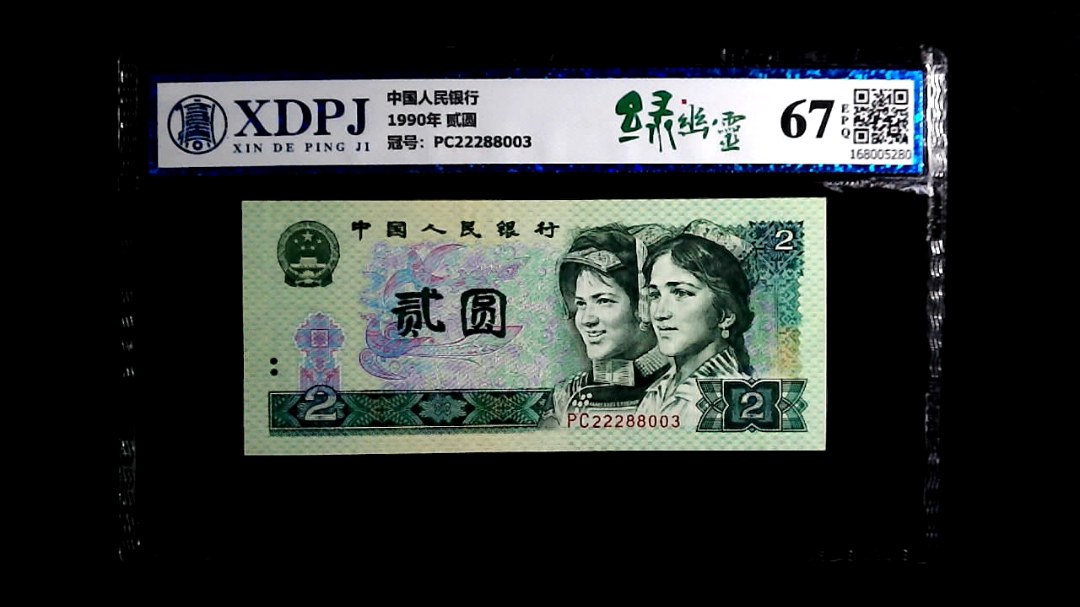 XDPJ
XIN DE PING JI
中国人民银行
1990年 贰圆
冠号: PC22288003
绿幽靈
67
EPQ
168005280
中国人民银行
2
贰圆
2
PC22288003
2